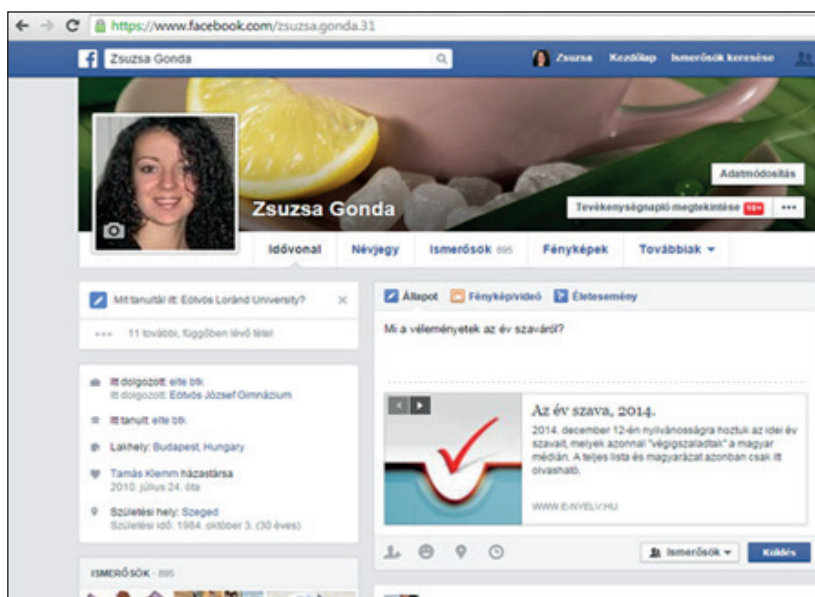 https://www.facebook.com/zsuzsa.gonda.31
Zsuzsa Gonda
Zsuzsa Kezdőlap Ismerősök keresése
Adatmódosítás
Zsuzsa Gonda
Tevékenységnapló megtekintése
Idővonal Névjegy Ismerősök 895 Fényképek Továbbiak
Mit tanultál itt: Eötvös Loránd University?
11 további, függőben lévő tétel
Itt dolgozott: elte btk
Itt dolgozott: Eötvös József Gimnázium
Itt tanult: elte btk
Lakhely: Budapest, Hungary
Tamás Klemm házastársa
2010. július 24. óta
Születési hely: Szeged
Születési idő: 1984. október 3. (30 éves)
ISMERŐSÖK · 895
Állapot Fénykép/videó Életesemény
Mi a véleményetek az év szaváról?
Az év szava, 2014.
2014. december 12-én nyilvánosságra hoztuk az idei év
szavait, melyek azonnal "végigszaladtak" a magyar
médián. A teljes lista és magyarázat azonban csak itt
olvasható.
WWW.E-NYELV.HU
Ismerősök Küldés